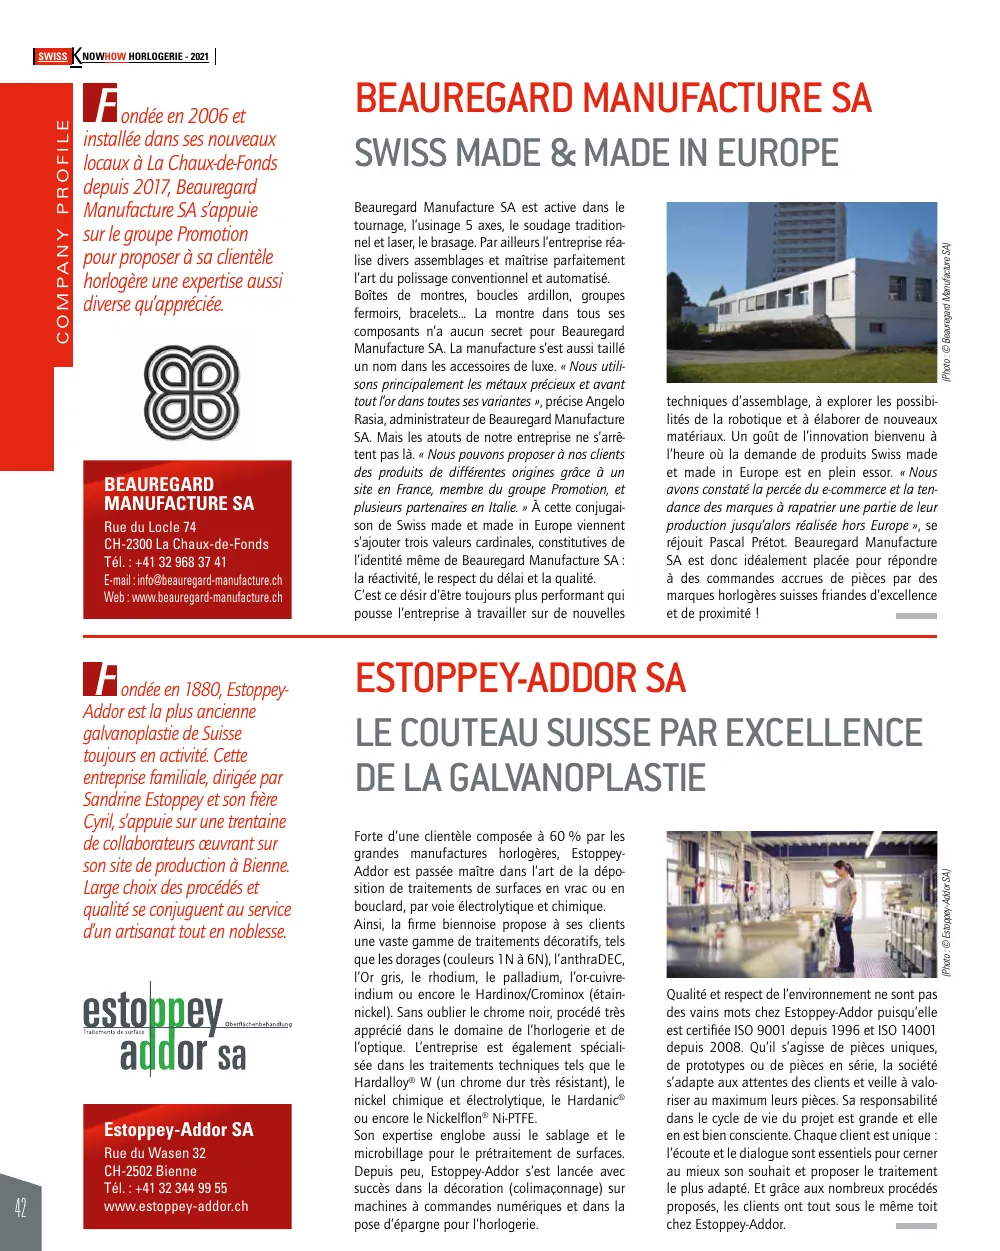 SWISS KNOWHOW HORLOGERIE - 2021
COMPANY PROFILE
Fondée en 2006 et
installée dans ses nouveaux
locaux à La Chaux-de-Fonds
depuis 2017, Beauregard
Manufacture SA s’appuie
sur le groupe Promotion
pour proposer à sa clientèle
horlogère une expertise aussi
diverse qu’appréciée.
BEAUREGARD
MANUFACTURE SA
Rue du Locle 74
CH-2300 La Chaux-de-Fonds
Tél. : +41 32 968 37 41
E-mail : info@beauregard-manufacture.ch
Web : www.beauregard-manufacture.ch
BEAUREGARD MANUFACTURE SA
SWISS MADE & MADE IN EUROPE
Beauregard Manufacture SA est active dans le
tournage, l’usinage 5 axes, le soudage tradition-
nel et laser, le brasage. Par ailleurs l’entreprise réa-
lise divers assemblages et maîtrise parfaitement
l’art du polissage conventionnel et automatisé.
Boîtes de montres, boucles ardillon, groupes
fermoirs, bracelets... La montre dans tous ses
composants n’a aucun secret pour Beauregard
Manufacture SA. La manufacture s’est aussi taillé
un nom dans les accessoires de luxe. « Nous utili-
sons principalement les métaux précieux et avant
tout l’or dans toutes ses variantes », précise Angelo
Rasia, administrateur de Beauregard Manufacture
SA. Mais les atouts de notre entreprise ne s’arrê-
tent pas là. « Nous pouvons proposer à nos clients
des produits de différentes origines grâce à un
site en France, membre du groupe Promotion, et
plusieurs partenaires en Italie. » À cette conjugai-
son de Swiss made et made in Europe viennent
s’ajouter trois valeurs cardinales, constitutives de
l’identité même de Beauregard Manufacture SA :
la réactivité, le respect du délai et la qualité.
C’est ce désir d’être toujours plus performant qui
pousse l’entreprise à travailler sur de nouvelles
(Photo : © Beauregard Manufacture SA)
techniques d’assemblage, à explorer les possibi-
lités de la robotique et à élaborer de nouveaux
matériaux. Un goût de l’innovation bienvenu à
l’heure où la demande de produits Swiss made
et made in Europe est en plein essor. « Nous
avons constaté la percée du e-commerce et la ten-
dance des marques à rapatrier une partie de leur
production jusqu’alors réalisée hors Europe », se
réjouit Pascal Prétot. Beauregard Manufacture
SA est donc idéalement placée pour répondre
à des commandes accrues de pièces par des
marques horlogères suisses friandes d’excellence
et de proximité !
Fondée en 1880, Estoppey-
Addor est la plus ancienne
galvanoplastie de Suisse
toujours en activité. Cette
entreprise familiale, dirigée par
Sandrine Estoppey et son frère
Cyril, s’appuie sur une trentaine
de collaborateurs œuvrant sur
son site de production à Bienne.
Large choix des procédés et
qualité se conjuguent au service
d’un artisanat tout en noblesse.
estoppey
Traitements de surface Oberflächenbehandlung
addor sa
Estoppey-Addor SA
Rue du Wasen 32
CH-2502 Bienne
Tél. : +41 32 344 99 55
www.estoppey-addor.ch
ESTOPPEY-ADDOR SA
LE COUTEAU SUISSE PAR EXCELLENCE
DE LA GALVANOPLASTIE
Forte d’une clientèle composée à 60 % par les
grandes manufactures horlogères, Estoppey-
Addor est passée maître dans l’art de la dépo-
sition de traitements de surfaces en vrac ou en
bouclard, par voie électrolytique et chimique.
Ainsi, la firme biennoise propose à ses clients
une vaste gamme de traitements décoratifs, tels
que les dorages (couleurs 1N à 6N), l’anthraDEC,
l’Or gris, le rhodium, le palladium, l’or-cuivre-
indium ou encore le Hardinox/Crominox (étain-
nickel). Sans oublier le chrome noir, procédé très
apprécié dans le domaine de l’horlogerie et de
l’optique. L’entreprise est également spéciali-
sée dans les traitements techniques tels que le
Hardalloy® W (un chrome dur très résistant), le
nickel chimique et électrolytique, le Hardanic®
ou encore le Nickelflon® Ni-PTFE.
Son expertise englobe aussi le sablage et le
microbillage pour le prétraitement de surfaces.
Depuis peu, Estoppey-Addor s’est lancée avec
succès dans la décoration (colimaçonnage) sur
machines à commandes numériques et dans la
pose d’épargne pour l’horlogerie.
(Photo : © Estoppey-Addor SA)
Qualité et respect de l’environnement ne sont pas
des vains mots chez Estoppey-Addor puisqu’elle
est certifiée ISO 9001 depuis 1996 et ISO 14001
depuis 2008. Qu’il s’agisse de pièces uniques,
de prototypes ou de pièces en série, la société
s’adapte aux attentes des clients et veille à valo-
riser au maximum leurs pièces. Sa responsabilité
dans le cycle de vie du projet est grande et elle
en est bien consciente. Chaque client est unique :
l’écoute et le dialogue sont essentiels pour cerner
au mieux son souhait et proposer le traitement
le plus adapté. Et grâce aux nombreux procédés
proposés, les clients ont tout sous le même toit
chez Estoppey-Addor.
42